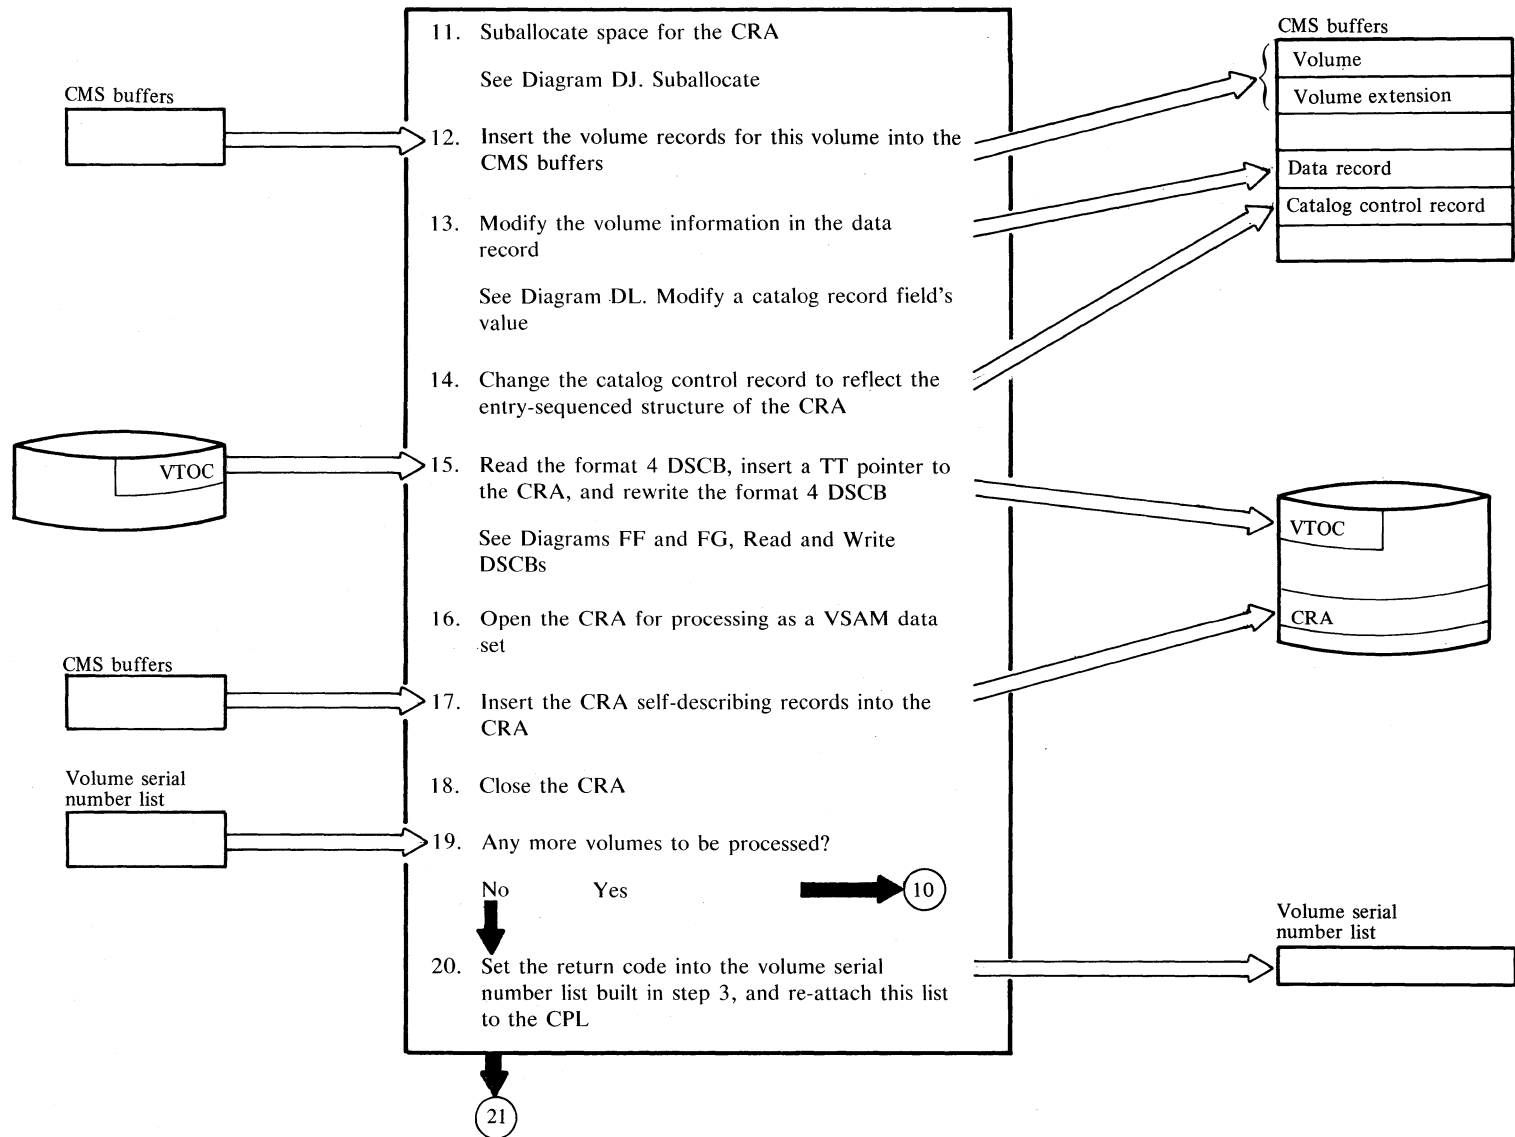 11. Suballocate space for the CRA
See Diagram DJ. Suballocate
CMS buffers
12. Insert the volume records for this volume into the
CMS buffers
13. Modify the volume information in the data
record
See Diagram DL. Modify a catalog record field's
value
14. Change the catalog control record to reflect the
entry-sequenced structure of the CRA
VTOC
15. Read the format 4 DSCB, insert a TT pointer to
the CRA, and rewrite the format 4 DSCB
See Diagrams FF and FG, Read and Write
DSCBs
16. Open the CRA for processing as a VSAM data
set
CMS buffers
17. Insert the CRA self-describing records into the
CRA
Volume serial
number list
18. Close the CRA
19. Any more volumes to be processed?
No Yes 10
20. Set the return code into the volume serial
number list built in step 3, and re-attach this list
to the CPL
21
CMS buffers
Volume
Volume extension
Data record
Catalog control record
VTOC
CRA
Volume serial
number list